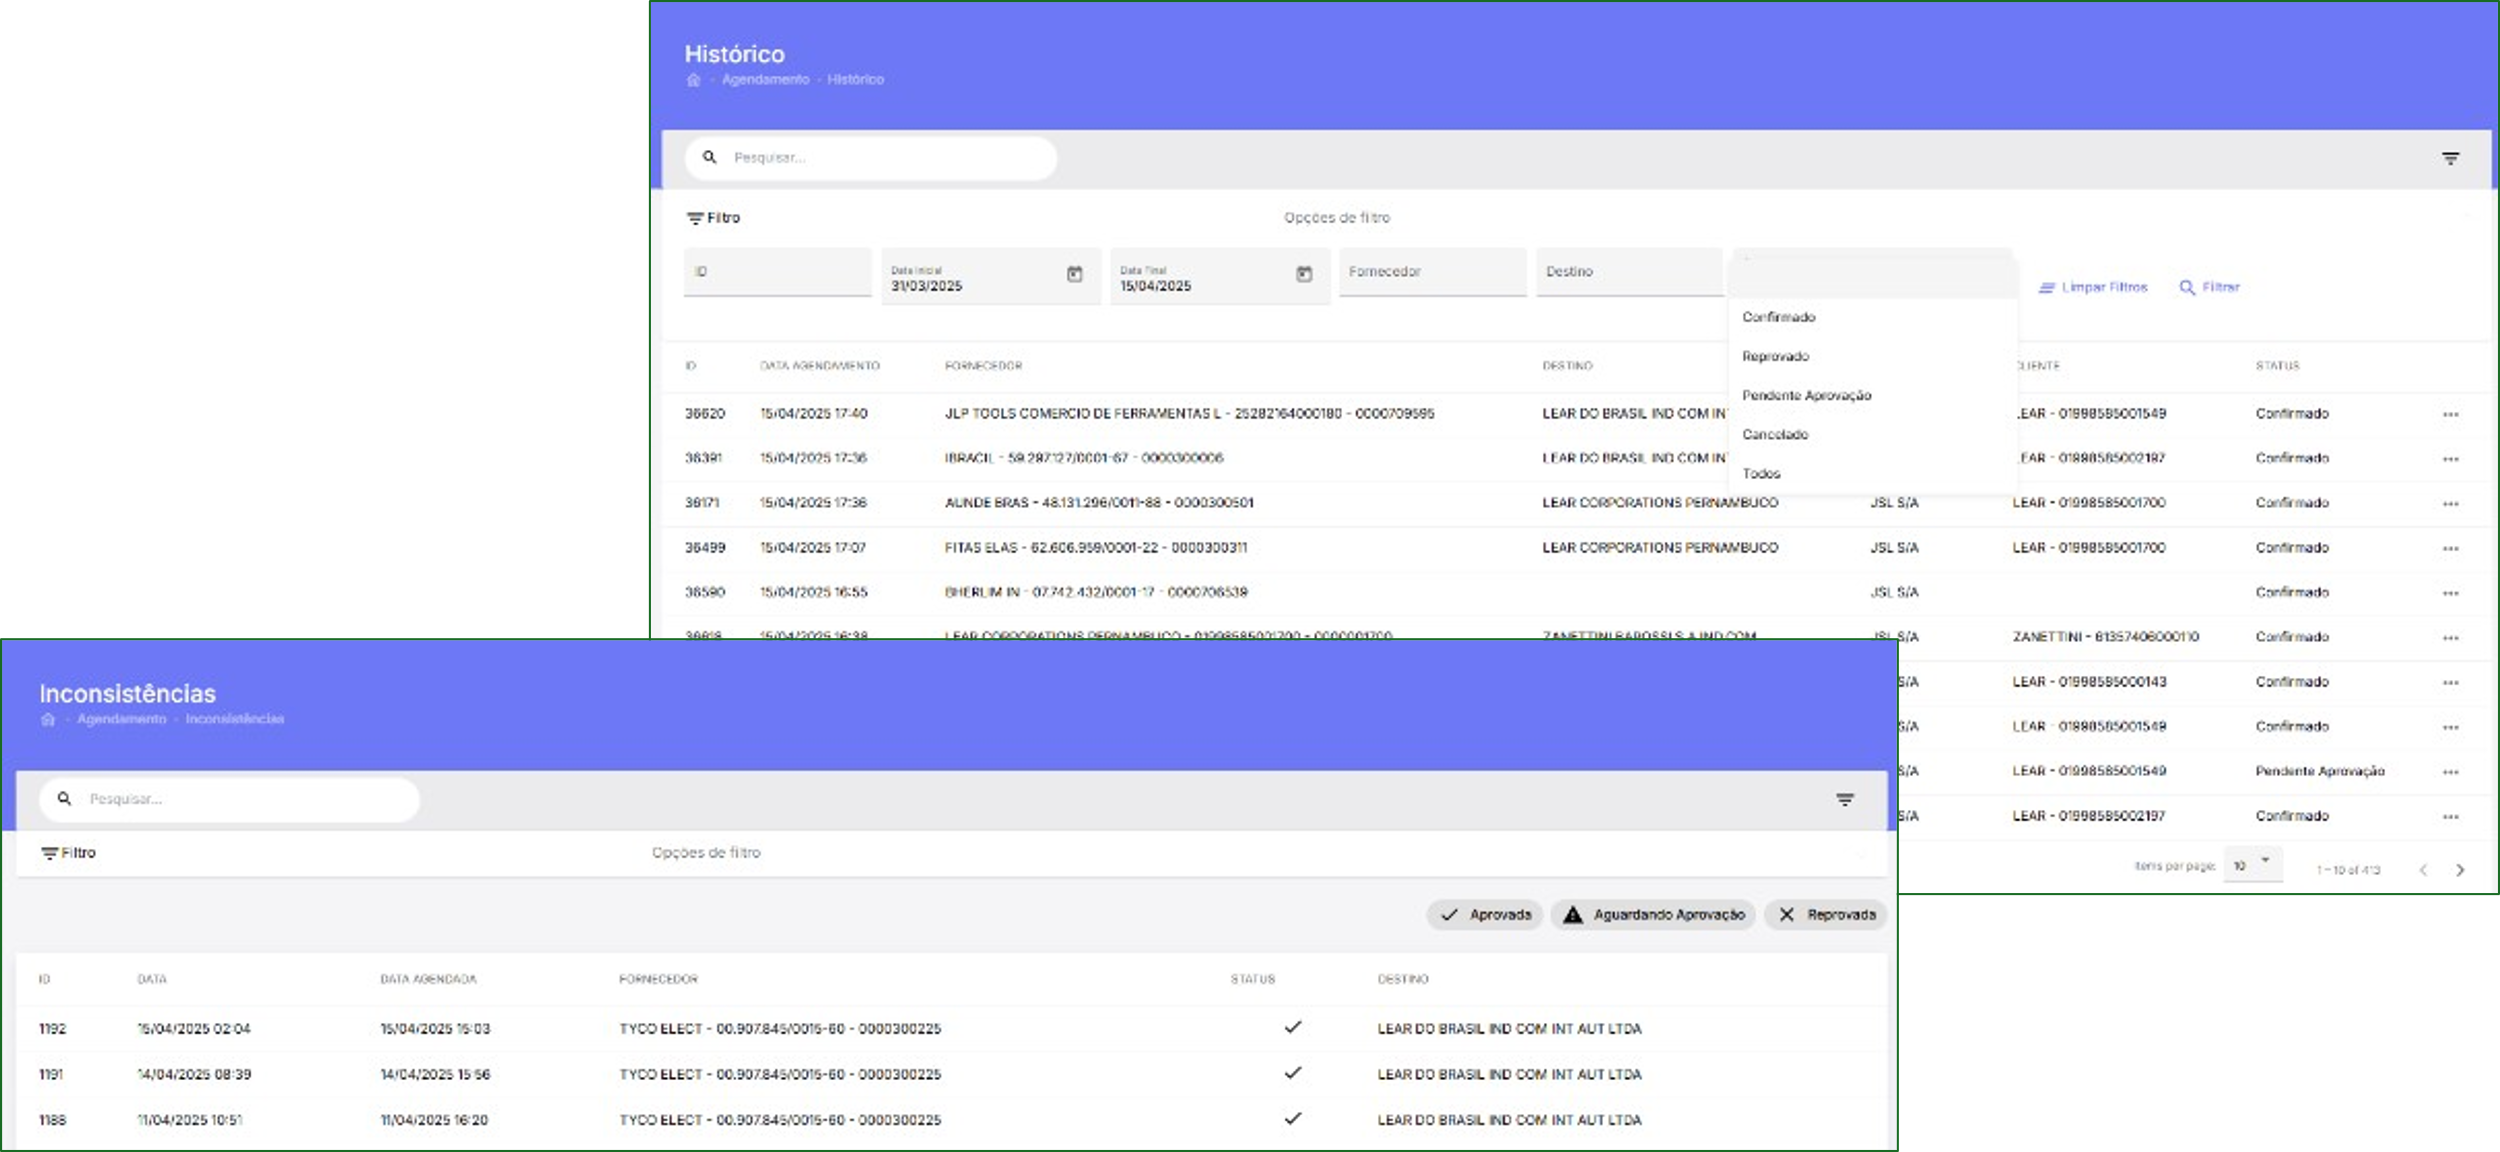 Histórico
Agendamento - Histórico
Pesquisar...
Filtro
Opções de filtro
ID
Data Inicial
31/03/2025
Data Final
15/04/2025
Fornecedor
Destino
Confirmado
Reprovado
Pendente Aprovação
Cancelado
Todos
Limpar Filtros
Filtrar
ID DATA AGENDAMENTO FORNECEDOR DESTINO CLIENTE STATUS
36620 15/04/2025 17:40 JLP TOOLS COMERCIO DE FERRAMENTAS L - 25282164000180 - 0000709595 LEAR DO BRASIL IND COM IN LEAR - 01998585001549 Confirmado
36391 15/04/2025 17:36 IBRACIL - 59.297.127/0001-67 - 0000300006 LEAR DO BRASIL IND COM IN LEAR - 01998585002197 Confirmado
36171 15/04/2025 17:36 AUNDE BRAS - 48.131.296/0011-88 - 0000300501 LEAR CORPORATIONS PERNAMBUCO JSL S/A LEAR - 01998585001700 Confirmado
36499 15/04/2025 17:07 FITAS ELAS - 62.606.959/0001-22 - 0000300311 LEAR CORPORATIONS PERNAMBUCO JSL S/A LEAR - 01998585001700 Confirmado
36590 15/04/2025 16:55 BHERLIM IN - 07.742.432/0001-17 - 0000706539 JSL S/A Confirmado
36618 15/04/2025 16:38 LEAR CORPORATIONS PERNAMBUCO - 01998585001700 - 0000001700 ZANETTINI BAROSSI S A IND COM JSL S/A ZANETTINI - 61357406000110 Confirmado
S/A LEAR - 01998585000143 Confirmado
S/A LEAR - 01998585001549 Confirmado
S/A LEAR - 01998585001549 Pendente Aprovação
S/A LEAR - 01998585002197 Confirmado
Items per page: 10 1 – 10 of 413
Inconsistências
Agendamento - Inconsistências
Pesquisar...
Filtro
Opções de filtro
Aprovada
Aguardando Aprovação
Reprovada
ID DATA DATA AGENDADA FORNECEDOR STATUS DESTINO
1192 15/04/2025 02:04 15/04/2025 15:03 TYCO ELECT - 00.907.845/0015-60 - 0000300225 LEAR DO BRASIL IND COM INT AUT LTDA
1191 14/04/2025 08:39 14/04/2025 15:56 TYCO ELECT - 00.907.845/0015-60 - 0000300225 LEAR DO BRASIL IND COM INT AUT LTDA
1188 11/04/2025 10:51 11/04/2025 16:20 TYCO ELECT - 00.907.845/0015-60 - 0000300225 LEAR DO BRASIL IND COM INT AUT LTDA